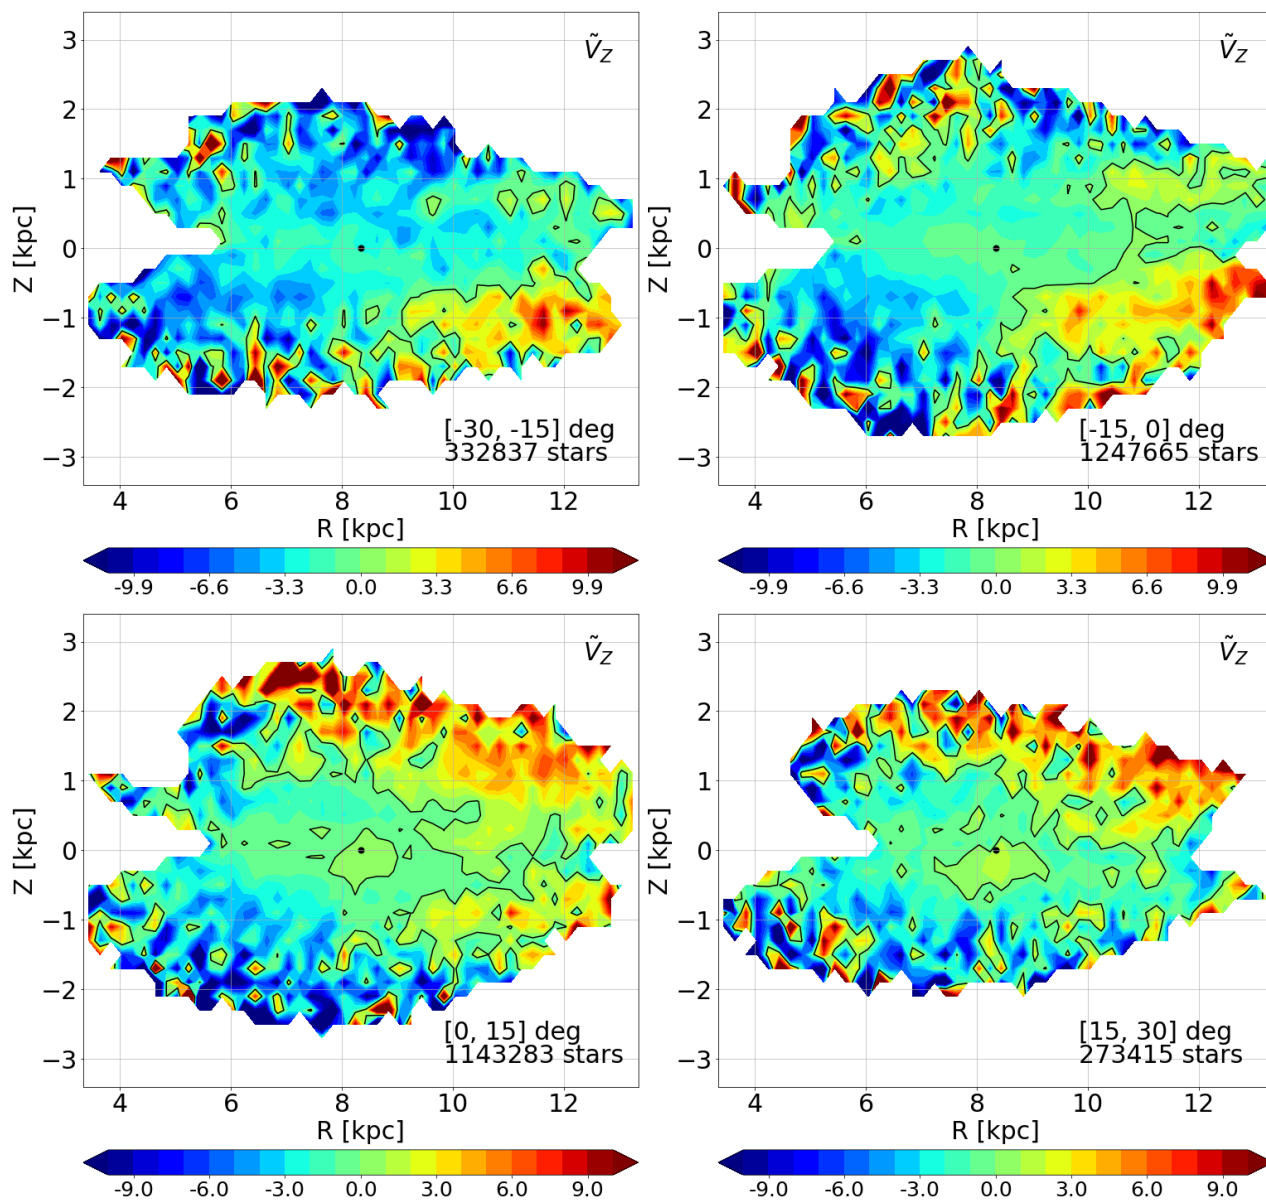 3
2
1
0
−1
−2
−3
Z [kpc]
Ṽ_Z
[-30, -15] deg
332837 stars
4 6 8 10 12
R [kpc]
-9.9 -6.6 -3.3 0.0 3.3 6.6 9.9
3
2
1
0
−1
−2
−3
Z [kpc]
Ṽ_Z
[-15, 0] deg
1247665 stars
4 6 8 10 12
R [kpc]
-9.9 -6.6 -3.3 0.0 3.3 6.6 9.9
3
2
1
0
−1
−2
−3
Z [kpc]
Ṽ_Z
[0, 15] deg
1143283 stars
4 6 8 10 12
R [kpc]
-9.0 -6.0 -3.0 0.0 3.0 6.0 9.0
3
2
1
0
−1
−2
−3
Z [kpc]
Ṽ_Z
[15, 30] deg
273415 stars
4 6 8 10 12
R [kpc]
-9.0 -6.0 -3.0 0.0 3.0 6.0 9.0